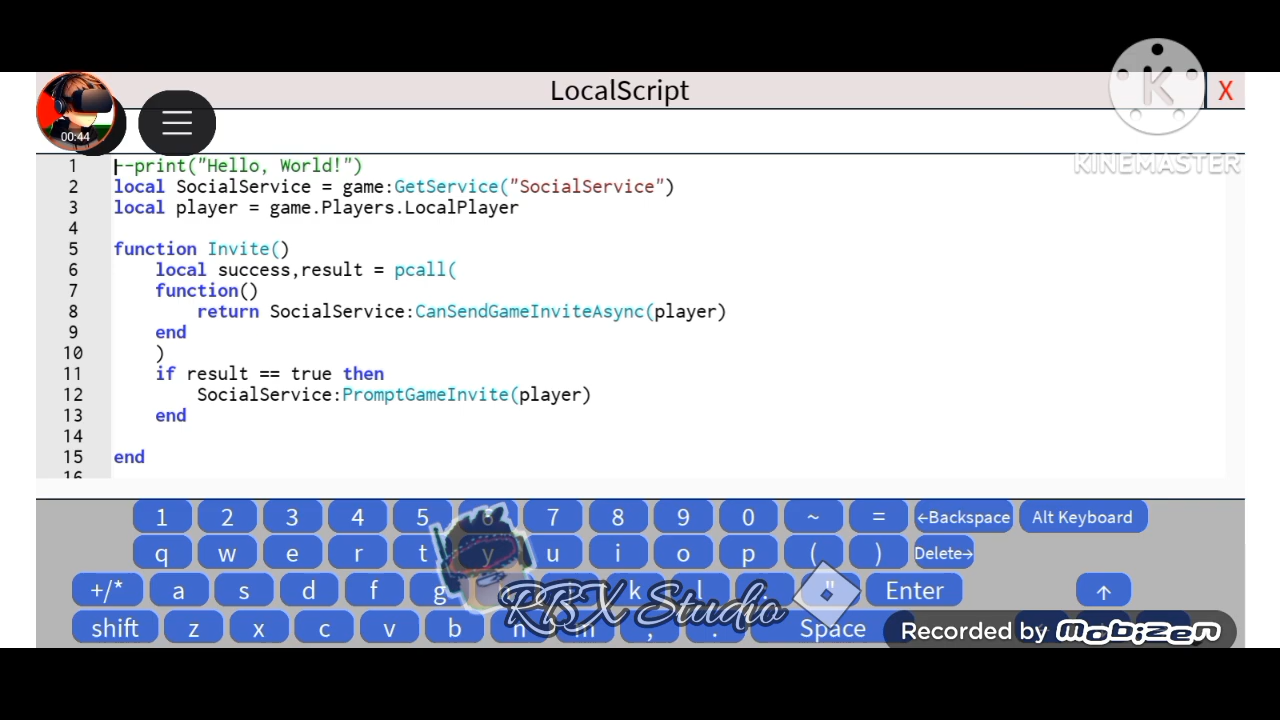 LocalScript
X
K
KINEMASTER
00:44
1 --print("Hello, World!")
2 local SocialService = game:GetService("SocialService")
3 local player = game.Players.LocalPlayer
4
5 function Invite()
6 local success,result = pcall(
7 function()
8 return SocialService:CanSendGameInviteAsync(player)
9 end
10 )
11 if result == true then
12 SocialService:PromptGameInvite(player)
13 end
14
15 end
16
1 2 3 4 5 6 7 8 9 0 ~ = ←Backspace Alt Keyboard
q w e r t y u i o p ( ) Delete→
+/* a s d f g k l : " Enter ↑
shift z x c v b n m , . Space
RBX Studio
Recorded by mobizen